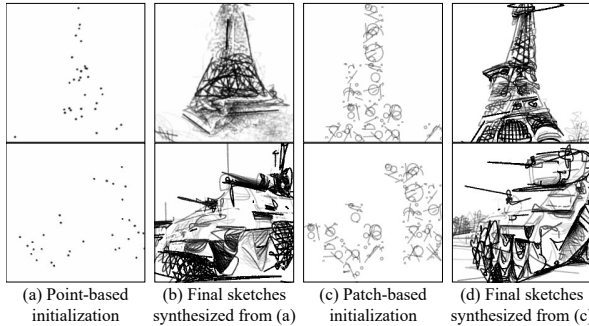 (a) Point-based
initialization
(b) Final sketches
synthesized from (a)
(c) Patch-based
initialization
(d) Final sketches
synthesized from (c)